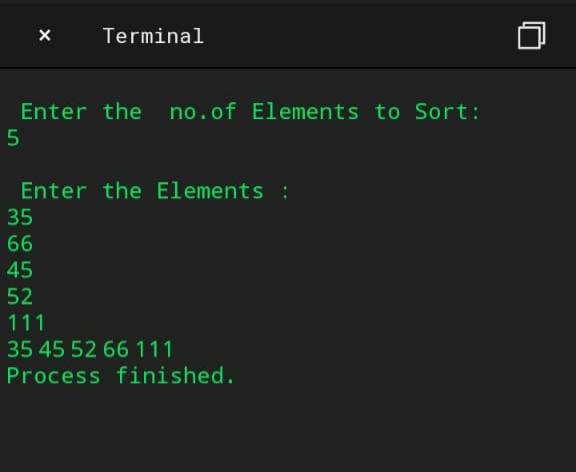 × Terminal
Enter the  no.of Elements to Sort:
5
Enter the Elements :
35
66
45
52
111
35 45 52 66 111
Process finished.